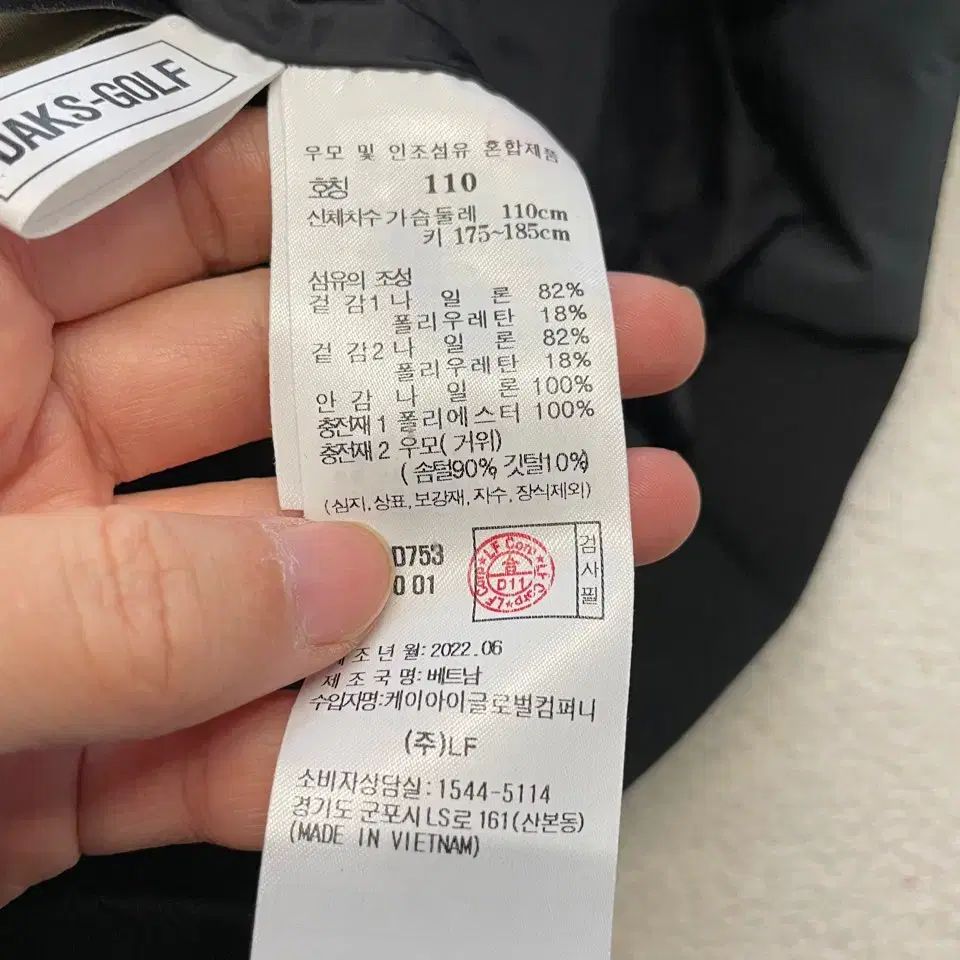 DAKS-GOLF
우모 및 인조섬유 혼합제품
호칭 110
신체치수 가슴둘레 110cm
키 175~185cm
섬유의 조성
겉 감1 나 일 론 82%
폴리우레탄 18%
겉 감2 나 일 론 82%
폴리우레탄 18%
안 감 나 일 론 100%
충전재 1 폴리에스터 100%
충전재 2 우모(거위)
(솜털90%, 깃털10%)
(심지,상표,보강재,자수,장식제외)
D753
0 01
LF Corp★LF Corp★
合
D11
검사필
조년월:2022.06
제조국명:베트남
수입자명:케이아이글로벌컴퍼니
(주)LF
소비자상담실:1544-5114
경기도 군포시 LS로 161(산본동)
(MADE IN VIETNAM)